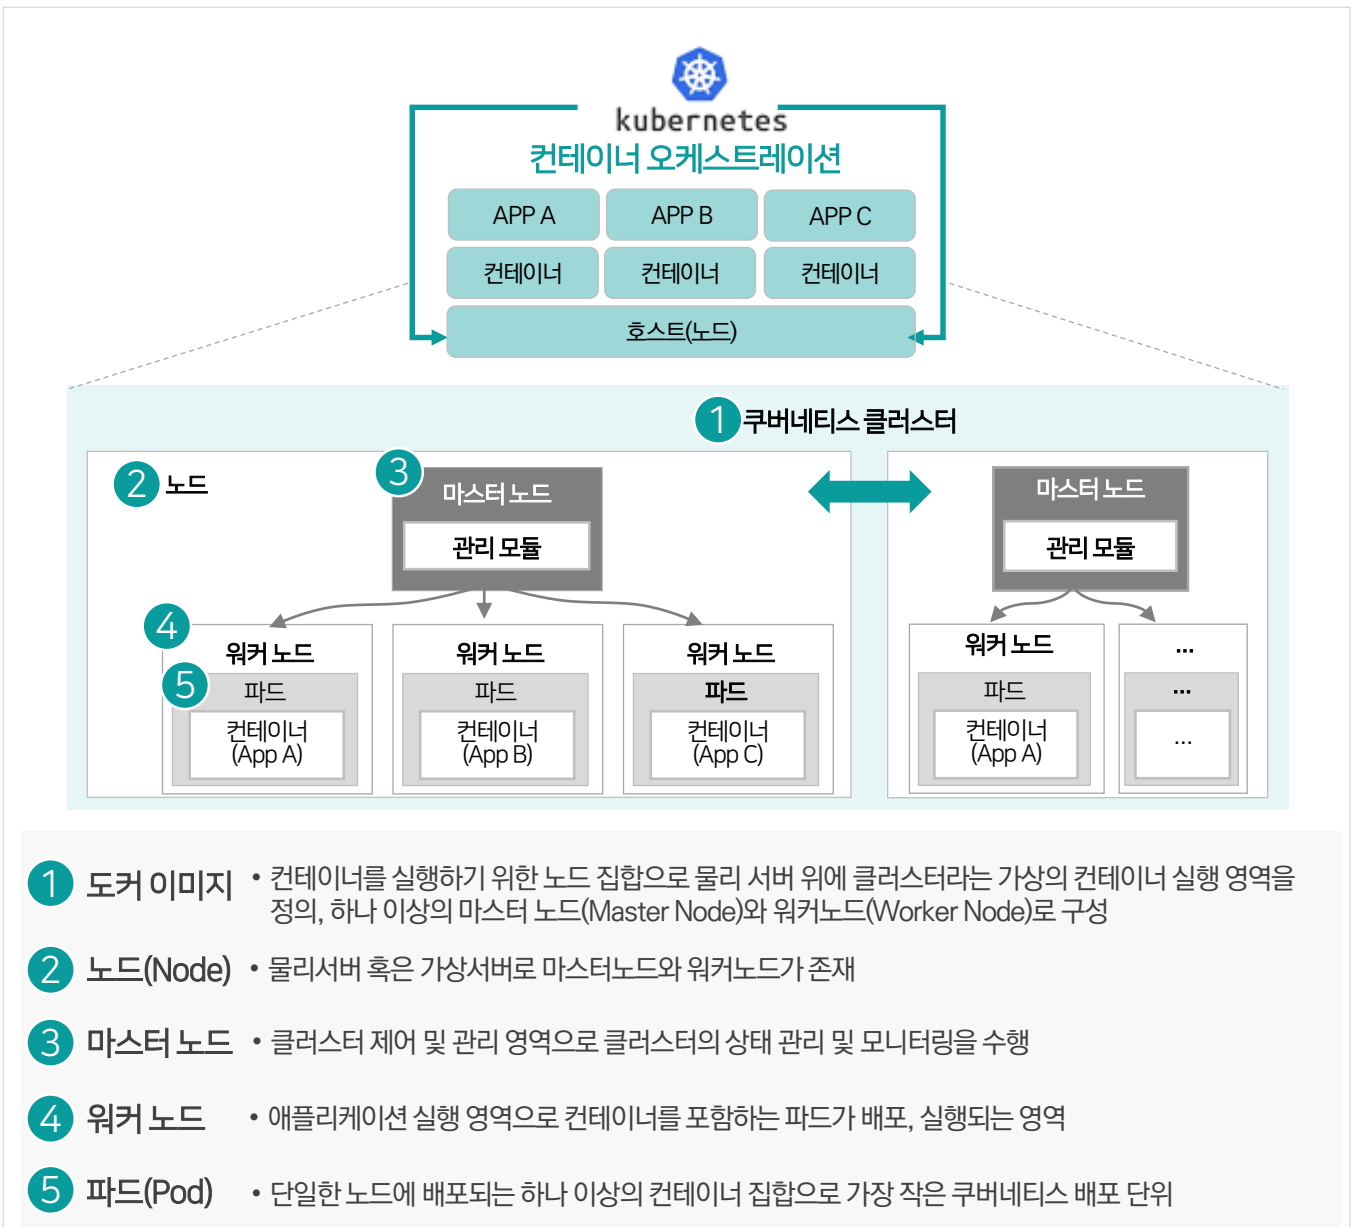 kubernetes
컨테이너 오케스트레이션
APP A
APP B
APP C
컨테이너
컨테이너
컨테이너
호스트(노드)
1 쿠버네티스 클러스터
2 노드
3
마스터 노드
관리 모듈
마스터 노드
관리 모듈
4
워커 노드
5
파드
컨테이너
(App A)
워커 노드
파드
컨테이너
(App B)
워커 노드
파드
컨테이너
(App C)
워커 노드
파드
컨테이너
(App A)
...
...
...
1 도커 이미지 • 컨테이너를 실행하기 위한 노드 집합으로 물리 서버 위에 클러스터라는 가상의 컨테이너 실행 영역을
정의, 하나 이상의 마스터 노드(Master Node)와 워커노드(Worker Node)로 구성
2 노드(Node) • 물리서버 혹은 가상서버로 마스터노드와 워커노드가 존재
3 마스터 노드 • 클러스터 제어 및 관리 영역으로 클러스터의 상태 관리 및 모니터링을 수행
4 워커 노드 • 애플리케이션 실행 영역으로 컨테이너를 포함하는 파드가 배포, 실행되는 영역
5 파드(Pod) • 단일한 노드에 배포되는 하나 이상의 컨테이너 집합으로 가장 작은 쿠버네티스 배포 단위